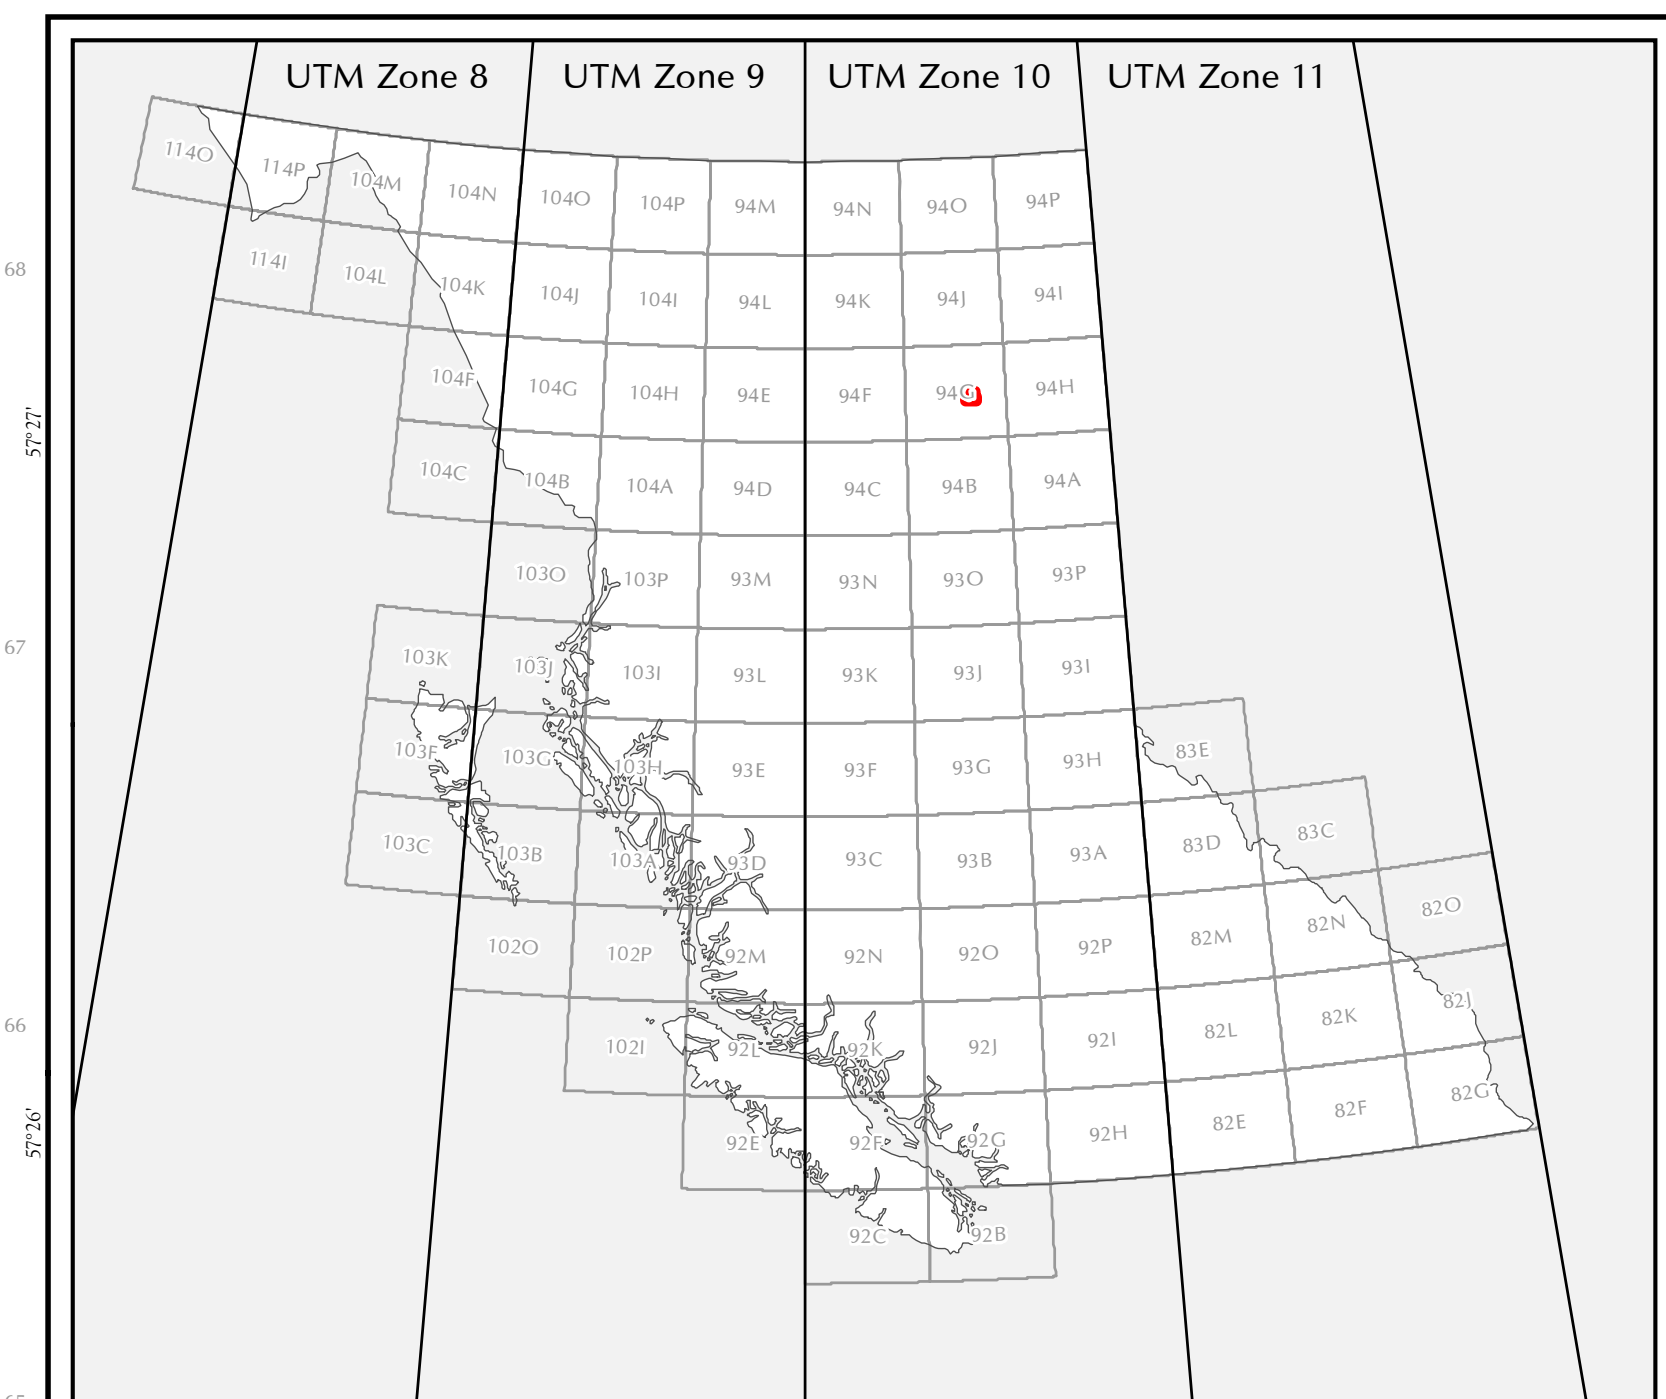 UTM Zone 8 UTM Zone 9 UTM Zone 10 UTM Zone 11
114O 114P 104M 104N 104O 104P 94M 94N 94O 94P
68
114I 104L 104K 104J 104I 94L 94K 94J 94I
104F 104G 104H 94E 94F 94G 94H
57°27'
104C 104B 104A 94D 94C 94B 94A
103O 103P 93M 93N 93O 93P
67
103K 103J 103I 93L 93K 93J 93I
103F 103G 103H 93E 93F 93G 93H 83E
103C 103B 103A 93D 93C 93B 93A 83D 83C
102O 102P 92M 92N 92O 92P 82M 82N 82O
66
102I 92L 92K 92J 92I 82L 82K 82J
57°26'
92E 92F 92G 92H 82E 82F 82G
92C 92B